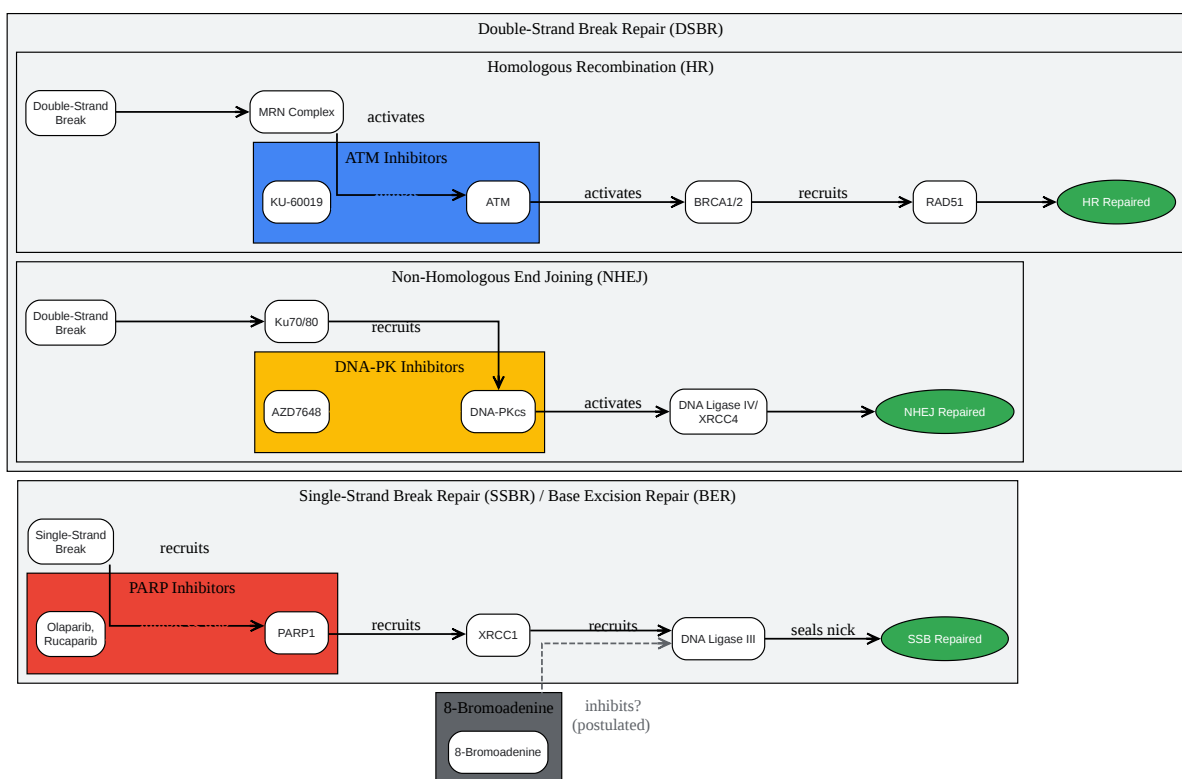 Double-Strand Break Repair (DSBR)
Homologous Recombination (HR)
Double-Strand
Break
MRN Complex
activates
ATM Inhibitors
KU-60019
ATM
activates
BRCA1/2
recruits
RAD51
HR Repaired
Non-Homologous End Joining (NHEJ)
Double-Strand
Break
Ku70/80
recruits
DNA-PK Inhibitors
AZD7648
DNA-PKcs
activates
DNA Ligase IV/
XRCC4
NHEJ Repaired
Single-Strand Break Repair (SSBR) / Base Excision Repair (BER)
Single-Strand
Break
recruits
PARP Inhibitors
Olaparib,
Rucaparib
PARP1
recruits
XRCC1
recruits
DNA Ligase III
seals nick
SSB Repaired
8-Bromoadenine
inhibits?
(postulated)
8-Bromoadenine